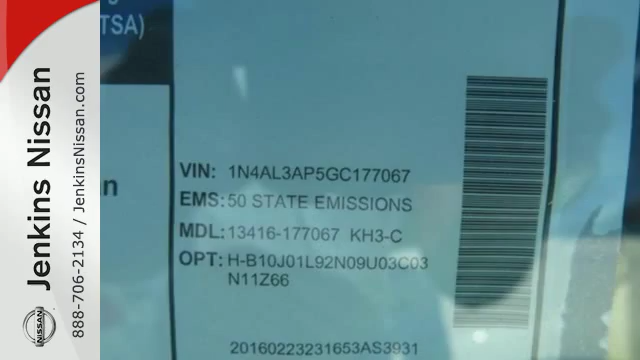 TSA)
n
VIN: 1N4AL3AP5GC177067
EMS: 50 STATE EMISSIONS
MDL: 13416-177067 KH3-C
OPT: H-B10J01L92N09U03C03
N11Z66
20160223231653AS3931
Jenkins Nissan
888-706-2134 / JenkinsNissan.com
NISSAN